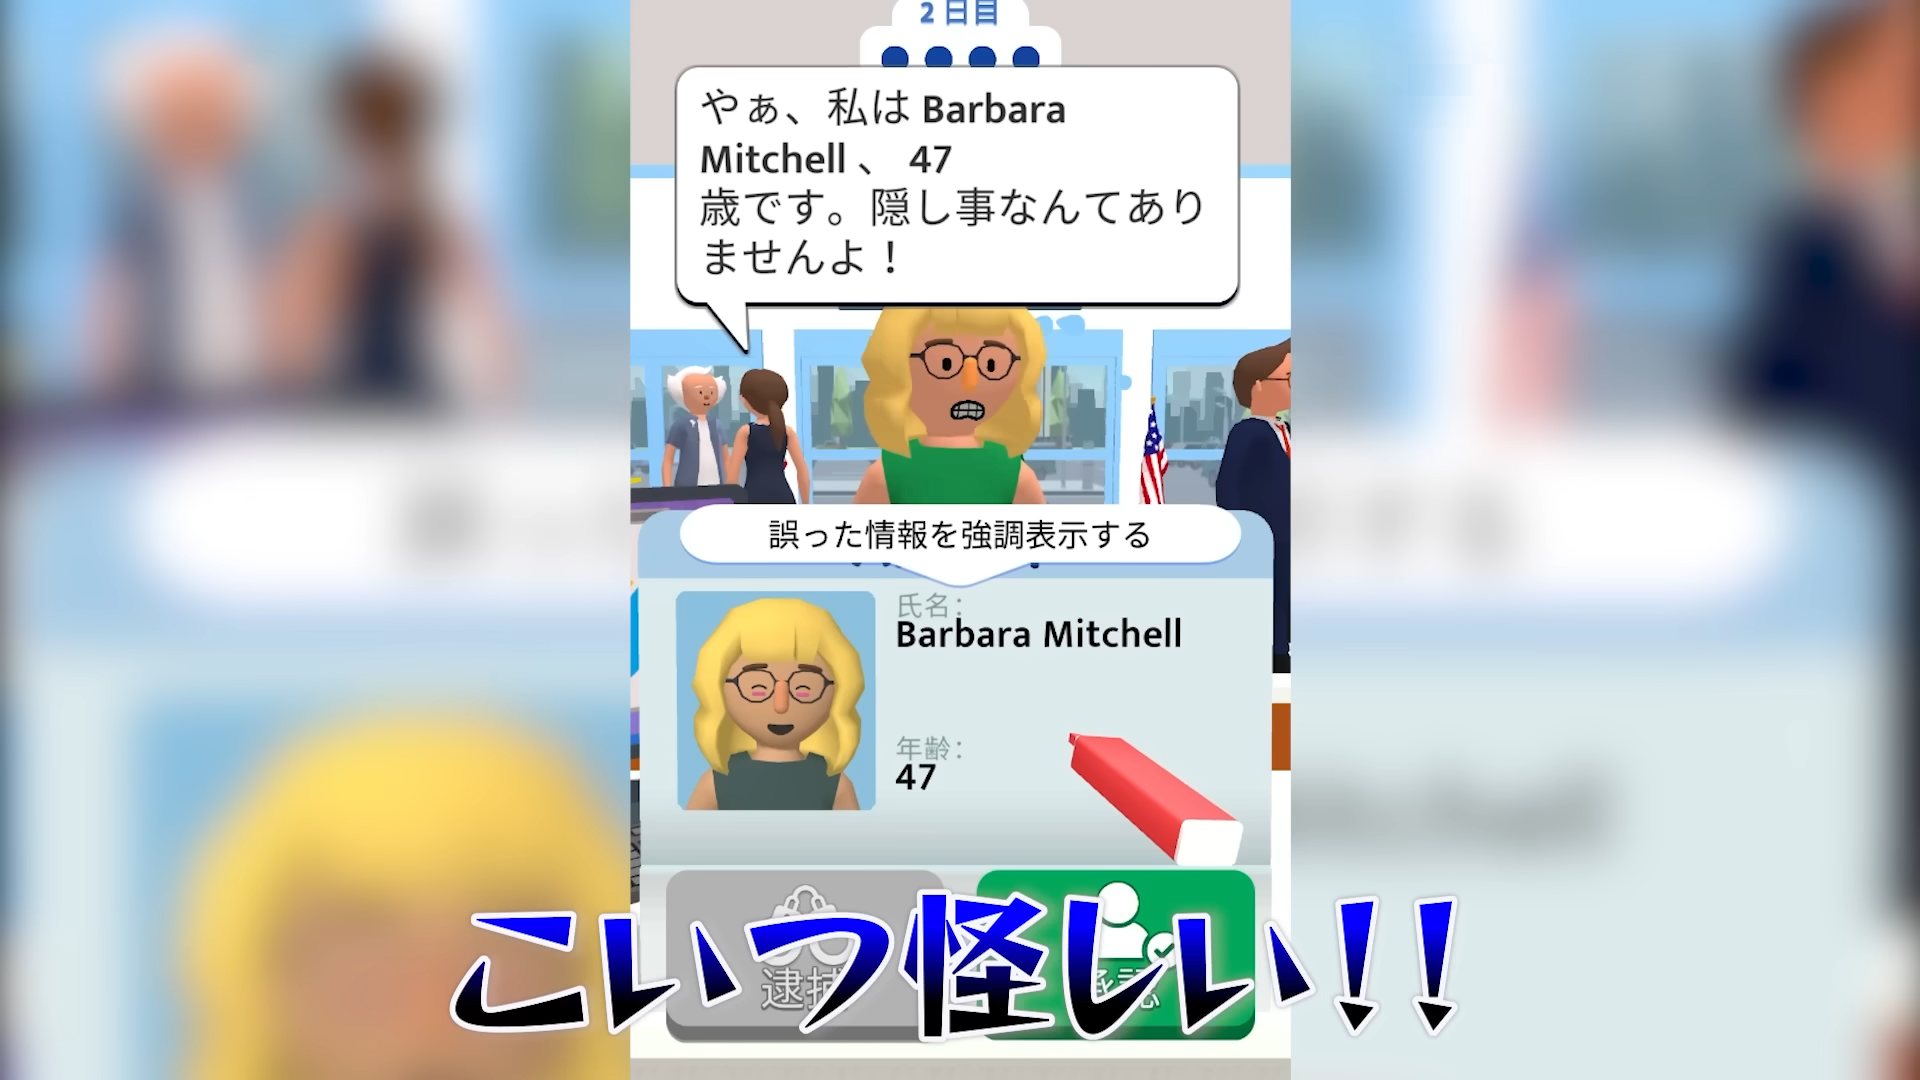 2日目
やぁ、私は Barbara
Mitchell 、 47
歳です。隠し事なんてあり
ませんよ！
誤った情報を強調表示する
氏名:
Barbara Mitchell
年齢:
47
こいつ怪しい!!